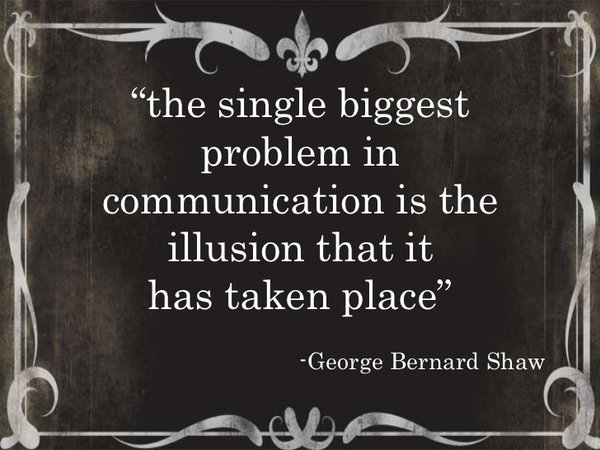 “the single biggest
problem in
communication is the
illusion that it
has taken place”
-George Bernard Shaw